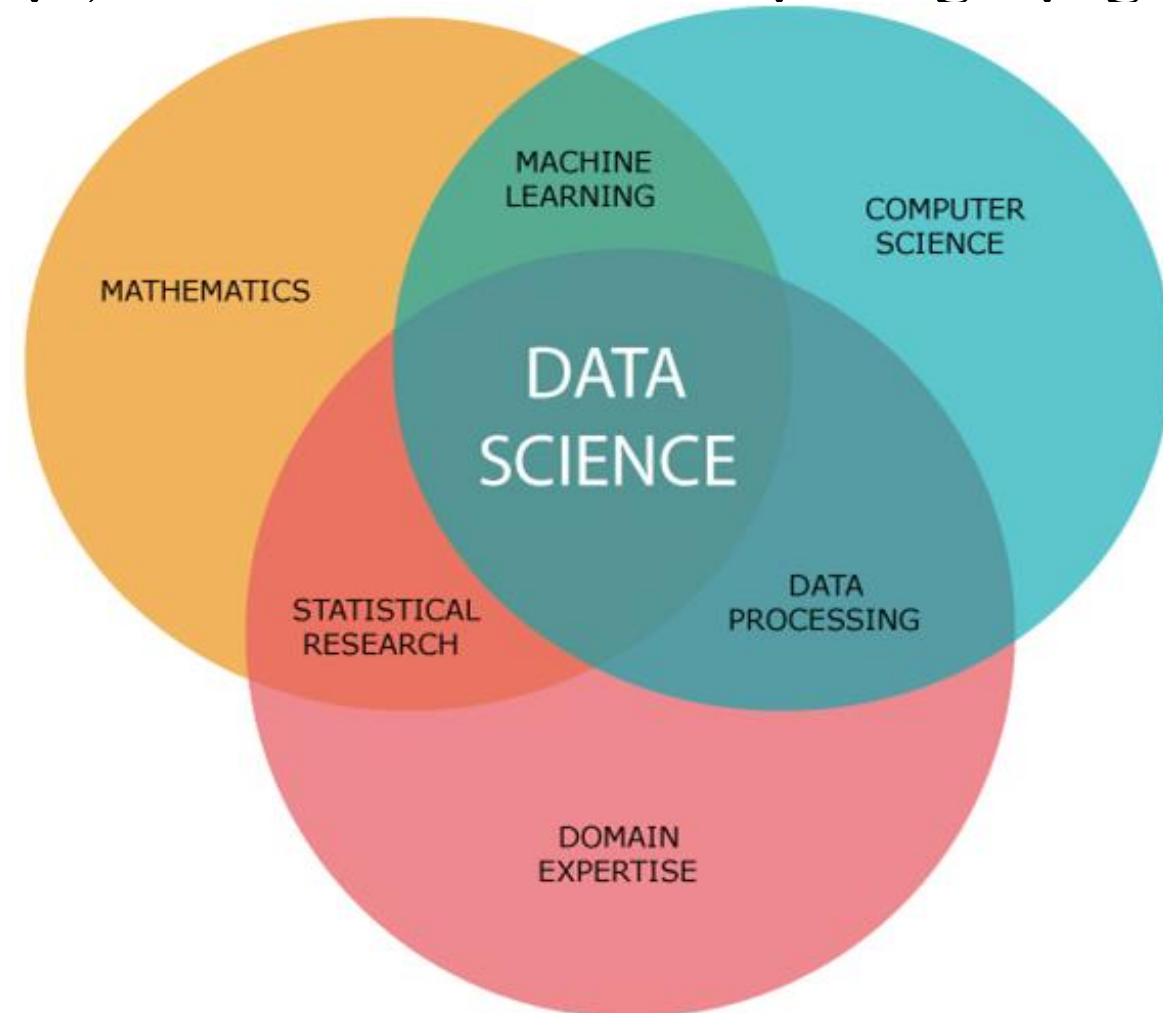 MACHINE
LEARNING
COMPUTER
SCIENCE
MATHEMATICS
DATA
SCIENCE
DATA
PROCESSING
STATISTICAL
RESEARCH
DOMAIN
EXPERTISE